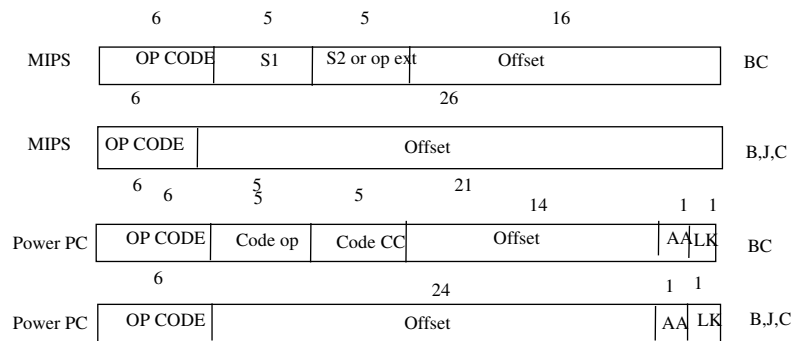 6 5 5 16
MIPS OP CODE S1 S2 or op ext Offset BC
6 26
MIPS OP CODE Offset B,J,C
6 5 21
6 5 5 14 1 1
Power PC OP CODE Code op Code CC Offset AA LK BC
6 24 1 1
Power PC OP CODE Offset AA LK B,J,C